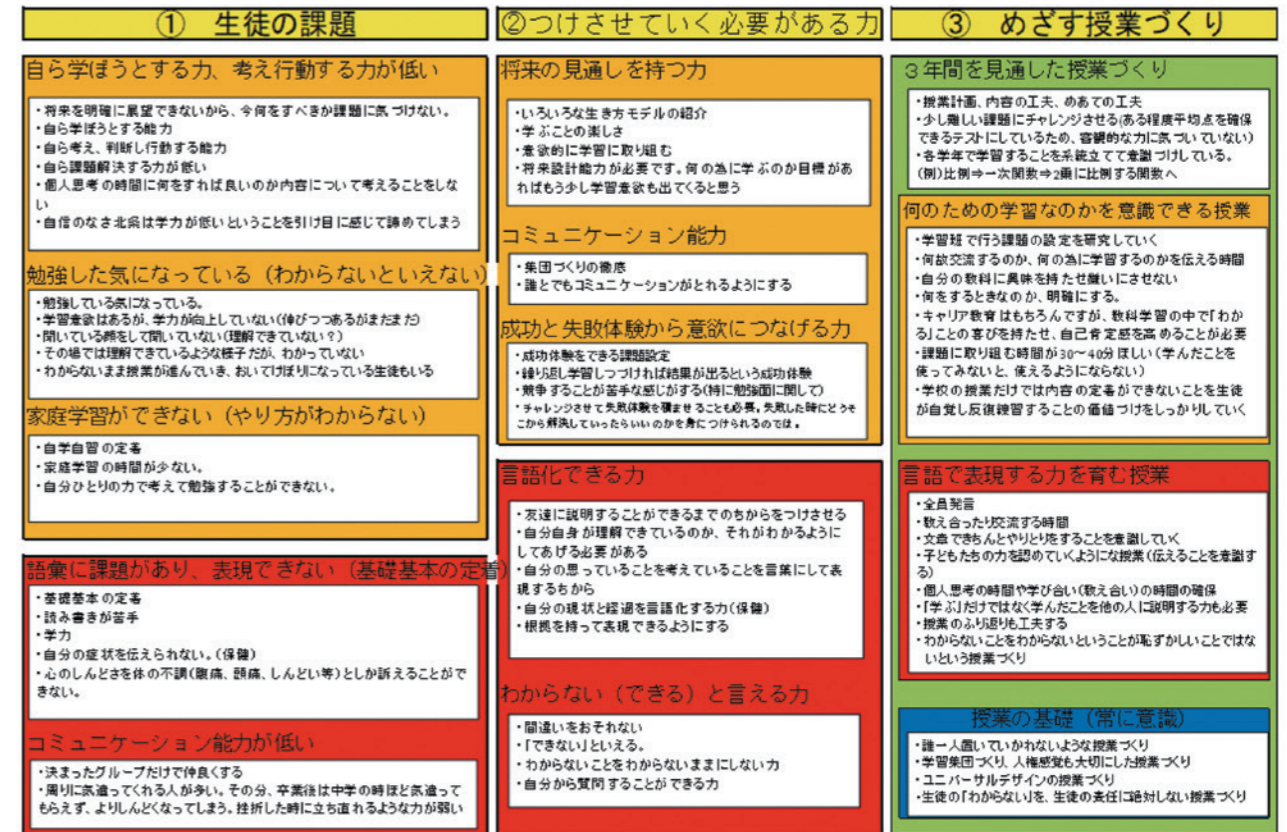 ① 生徒の課題
自ら学ぼうとする力、考え行動する力が低い
・将来を明確に展望できないから、今何をすべきか課題に気づけない。
・自ら学ぼうとする能力
・自ら考え、判断し行動する能力
・自ら課題解決する力が低い
・個人思考の時間に何をすれば良いのか内容について考えることをしな
い
・自信のなさ北条は学力が低いということを引け目に感じて諦めてしまう
勉強した気になっている（わからないといえない）
・勉強している気になっている。
・学習意欲はあるが、学力が向上していない(伸びつつあるがまだまだ)
・聞いている顔をして聞いていない(理解できていない？)
・その場では理解できているような様子だが、わかっていない
・わからないまま授業が進んでいき、おいてけぼりになっている生徒もいる
家庭学習ができない（やり方がわからない）
・自学自習の定着
・家庭学習の時間が少ない。
・自分ひとりの力で考えて勉強することができない。
語彙に課題があり、表現できない（基礎基本の定着）
・基礎基本の定着
・読み書きが苦手
・学力
・自分の症状を伝えられない。(保健)
・心のしんどさを体の不調(腹痛、頭痛、しんどい等)としか訴えることがで
きない。
コミュニケーション能力が低い
・決まったグループだけで仲良くする
・周りに気遣ってくれる人が多い。その分、卒業後は中学の時ほど気遣って
もらえず、よりしんどくなってしまう。挫折した時に立ち直れるような力が弱い
②つけさせていく必要がある力
将来の見通しを持つ力
・いろいろな生き方モデルの紹介
・学ぶことの楽しさ
・意欲的に学習に取り組む
・将来設計能力が必要です。何の為に学ぶのか目標があ
ればもう少し学習意欲も出てくると思う
コミュニケーション能力
・集団づくりの徹底
・誰とでもコミュニケーションがとれるようにする
成功と失敗体験から意欲につなげる力
・成功体験をできる課題設定
・繰り返し学習しつづければ結果が出るという成功体験
・競争することが苦手な感じがする(特に勉強面に関して)
・チャレンジさせて失敗体験を積ませることも必要。失敗した時にどうそ
こから解決していったらいいのかを身につけられるのでは。
言語化できる力
・友達に説明することができるまでのちからをつけさせる
・自分自身が理解できているのか、それがわかるように
してあげる必要がある
・自分の思っていることを考えていることを言葉にして表
現するちから
・自分の現状と経過を言語化する力(保健)
・根拠を持って表現できるようにする
わからない（できる）と言える力
・間違いをおそれない
・「できない」といえる。
・わからないことをわからないままにしない力
・自分から質問することができる力
③ めざす授業づくり
３年間を見通した授業づくり
・授業計画、内容の工夫、めあての工夫
・少し難しい課題にチャレンジさせる(ある程度平均点を確保
できるテストにしているため、客観的な力に気づいていない)
・各学年で学習することを系統立てて意識づけしている。
(例)比例⇒一次関数⇒2乗に比例する関数へ
何のための学習なのかを意識できる授業
・学習班で行う課題の設定を研究していく
・何故交流するのか、何の為に学習するのかを伝える時間
・自分の教科に興味を持たせ嫌いにさせない
・何をするときなのか、明確にする。
・キャリア教育はもちろんですが、教科学習の中で「わか
る」ことの喜びを持たせ、自己肯定感を高めることが必要
・課題に取り組む時間が30～40分ほしい(学んだことを
使ってみないと、使えるようにならない)
・学校の授業だけでは内容の定着ができないことを生徒
が自覚し反復練習することの価値づけをしっかりしていく
言語で表現する力を育む授業
・全員発言
・教え合ったり交流する時間
・文章できちんとやりとりをすることを意識していく
・子どもたちの力を認めていくようにな授業(伝えることを意識す
る)
・個人思考の時間や学び合い(教え合い)の時間の確保
・「学ぶ」だけではなく学んだことを他の人に説明する力も必要
・授業のふり返りも工夫する
・わからないことをわからないということが恥ずかしいことではな
いという授業づくり
授業の基礎（常に意識）
・誰一人置いていかれないような授業づくり
・学習集団づくり、人権感覚も大切にした授業づくり
・ユニバーサルデザインの授業づくり
・生徒の「わからない」を、生徒の責任に絶対しない授業づくり